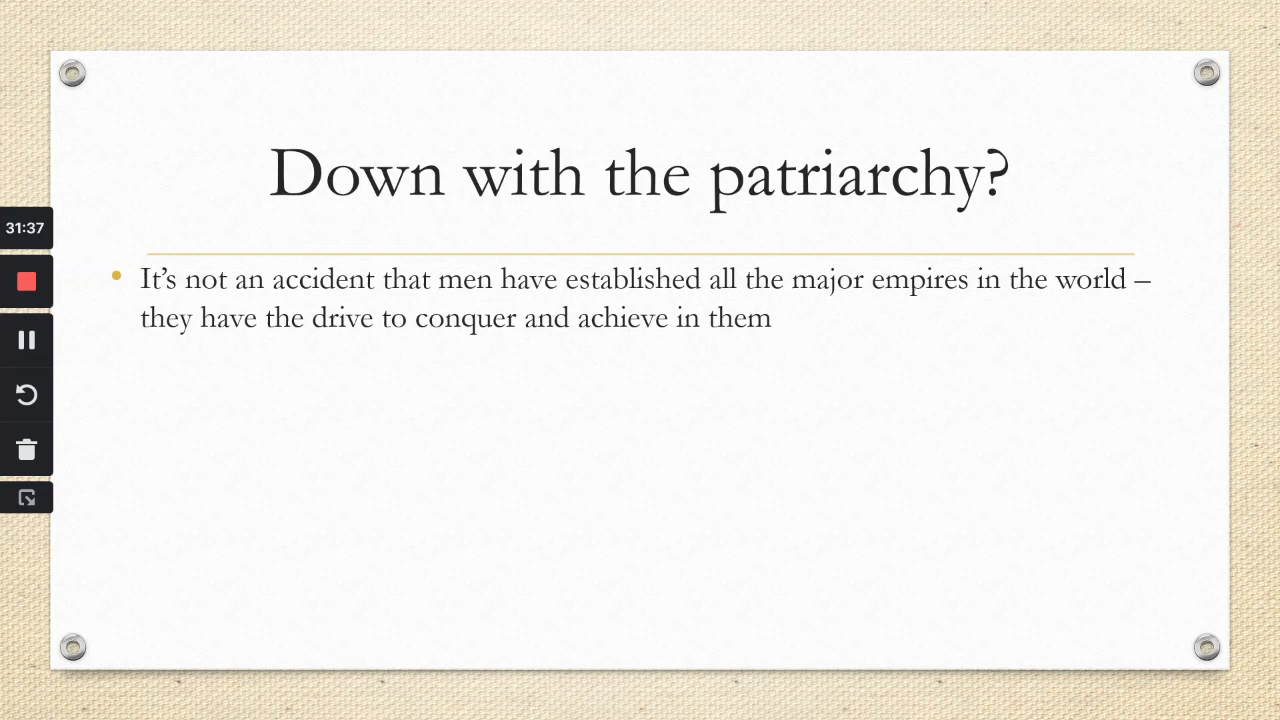 Down with the patriarchy?
31:37
• It’s not an accident that men have established all the major empires in the world –
they have the drive to conquer and achieve in them